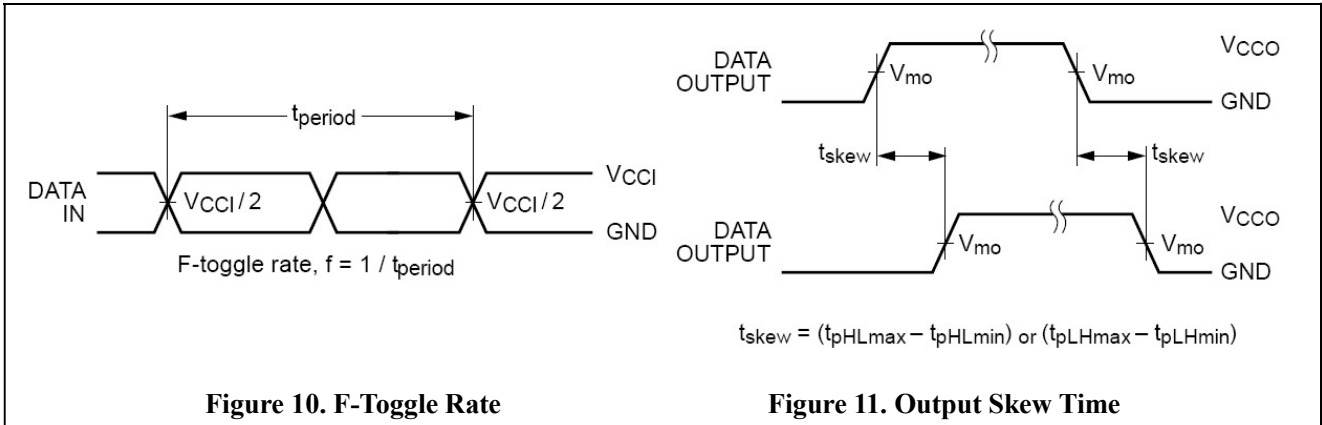 tperiod
DATA
IN
VCCI / 2
VCCI / 2
VCCI
GND
F-toggle rate, f = 1 / tperiod
Figure 10. F-Toggle Rate
DATA
OUTPUT
Vmo
Vmo
VCCO
GND
tskew
tskew
DATA
OUTPUT
Vmo
Vmo
VCCO
GND
tskew = (tpHLmax – tpHLmin) or (tpLHmax – tpLHmin)
Figure 11. Output Skew Time